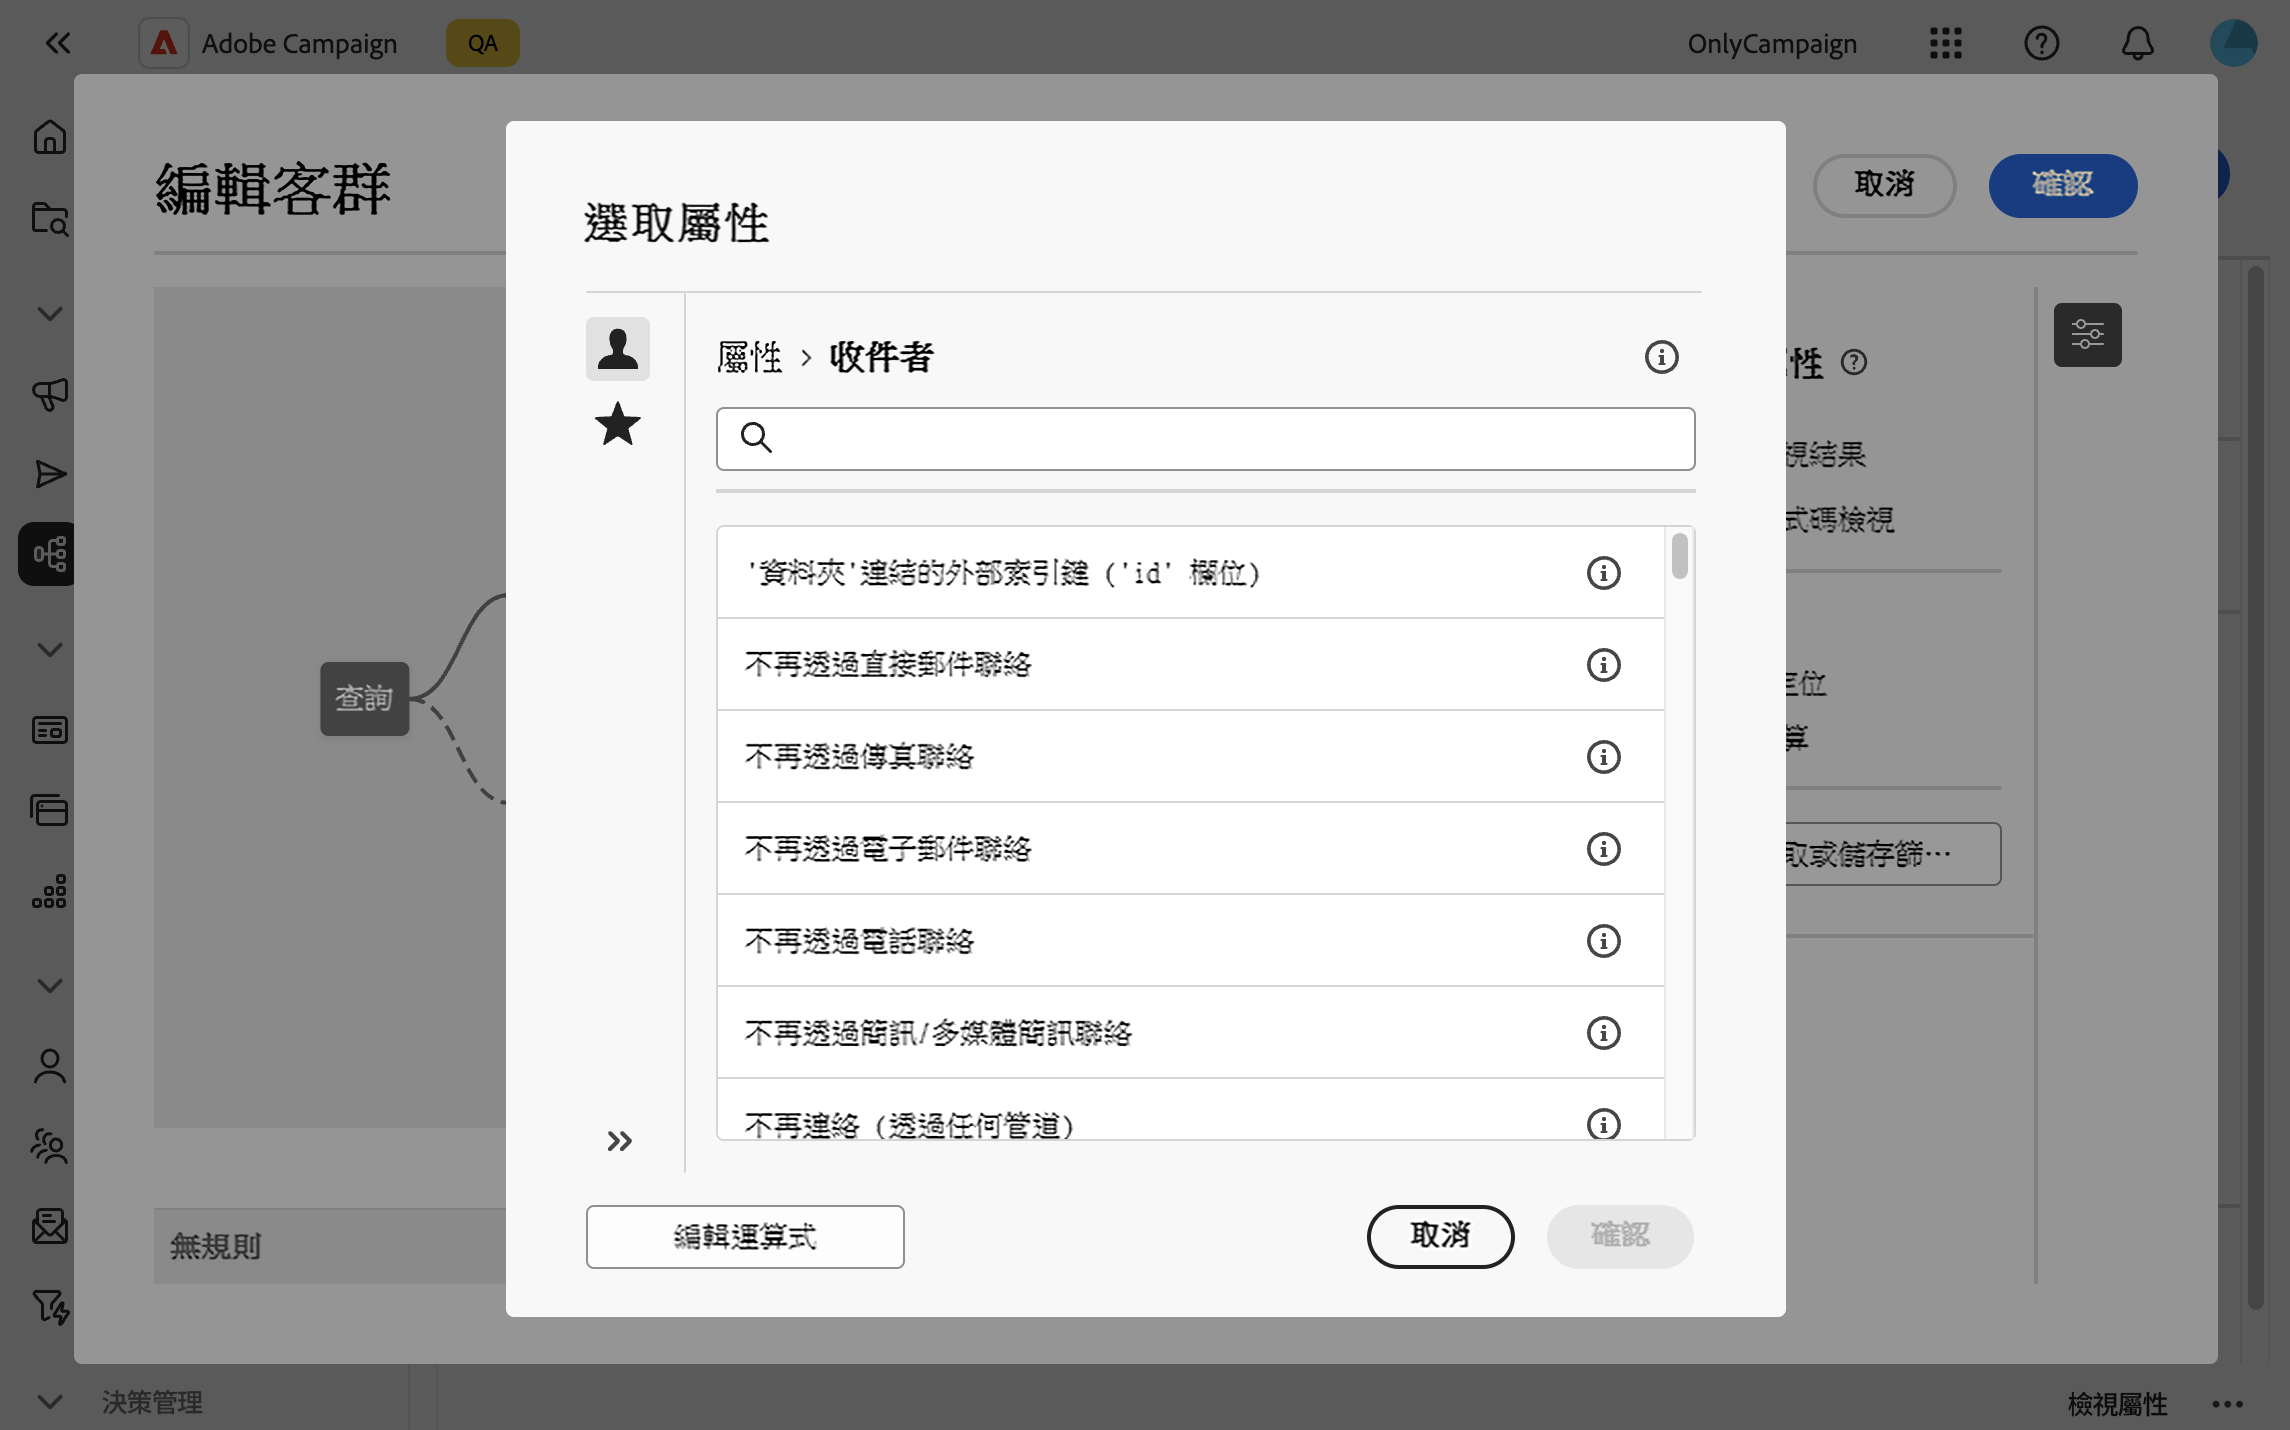 Adobe Campaign
QA
OnlyCampaign
編輯客群
取消
確認
選取屬性
屬性 › 收件者
性
視結果
式碼檢視
'資料夾'連結的外部索引鍵 ('id' 欄位)
不再透過直接郵件聯絡
不再透過傳真聯絡
不再透過電子郵件聯絡
不再透過電話聯絡
不再透過簡訊/多媒體簡訊聯絡
不再連絡 (透過任何管道)
查詢
位
算
取或儲存篩…
編輯運算式
取消
確認
無規則
決策管理
檢視屬性